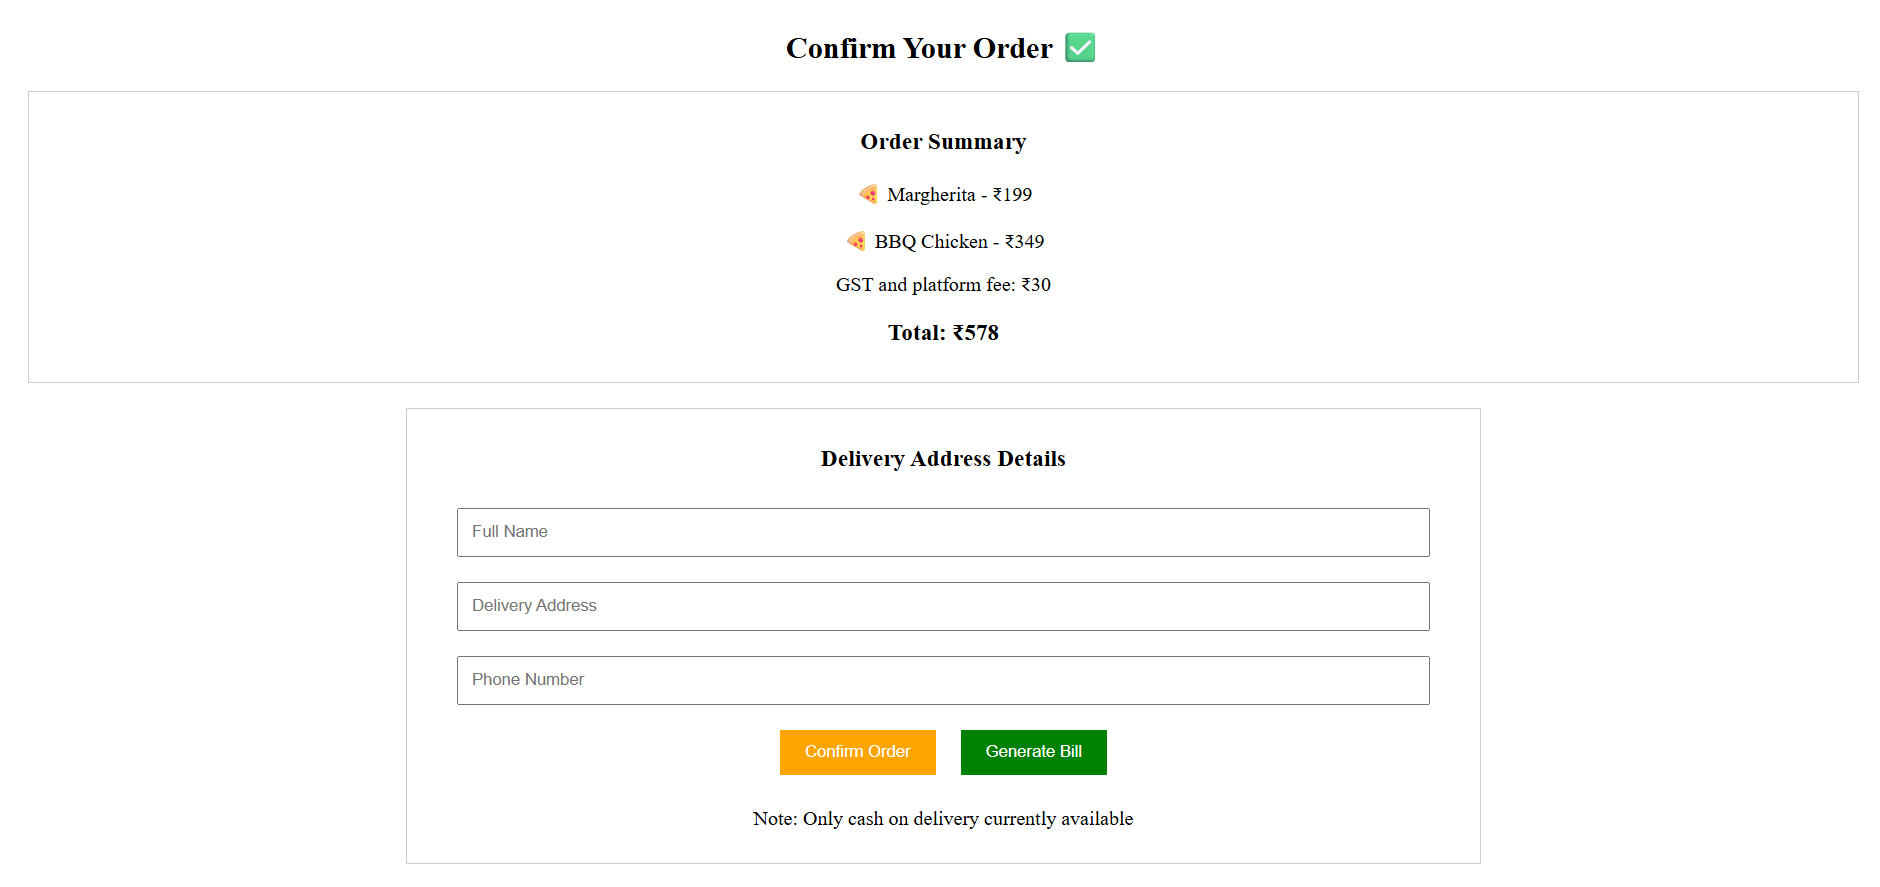 Confirm Your Order ✅
Order Summary
🍕 Margherita - ₹199
🍕 BBQ Chicken - ₹349
GST and platform fee: ₹30
Total: ₹578
Delivery Address Details
Full Name
Delivery Address
Phone Number
Confirm Order Generate Bill
Note: Only cash on delivery currently available